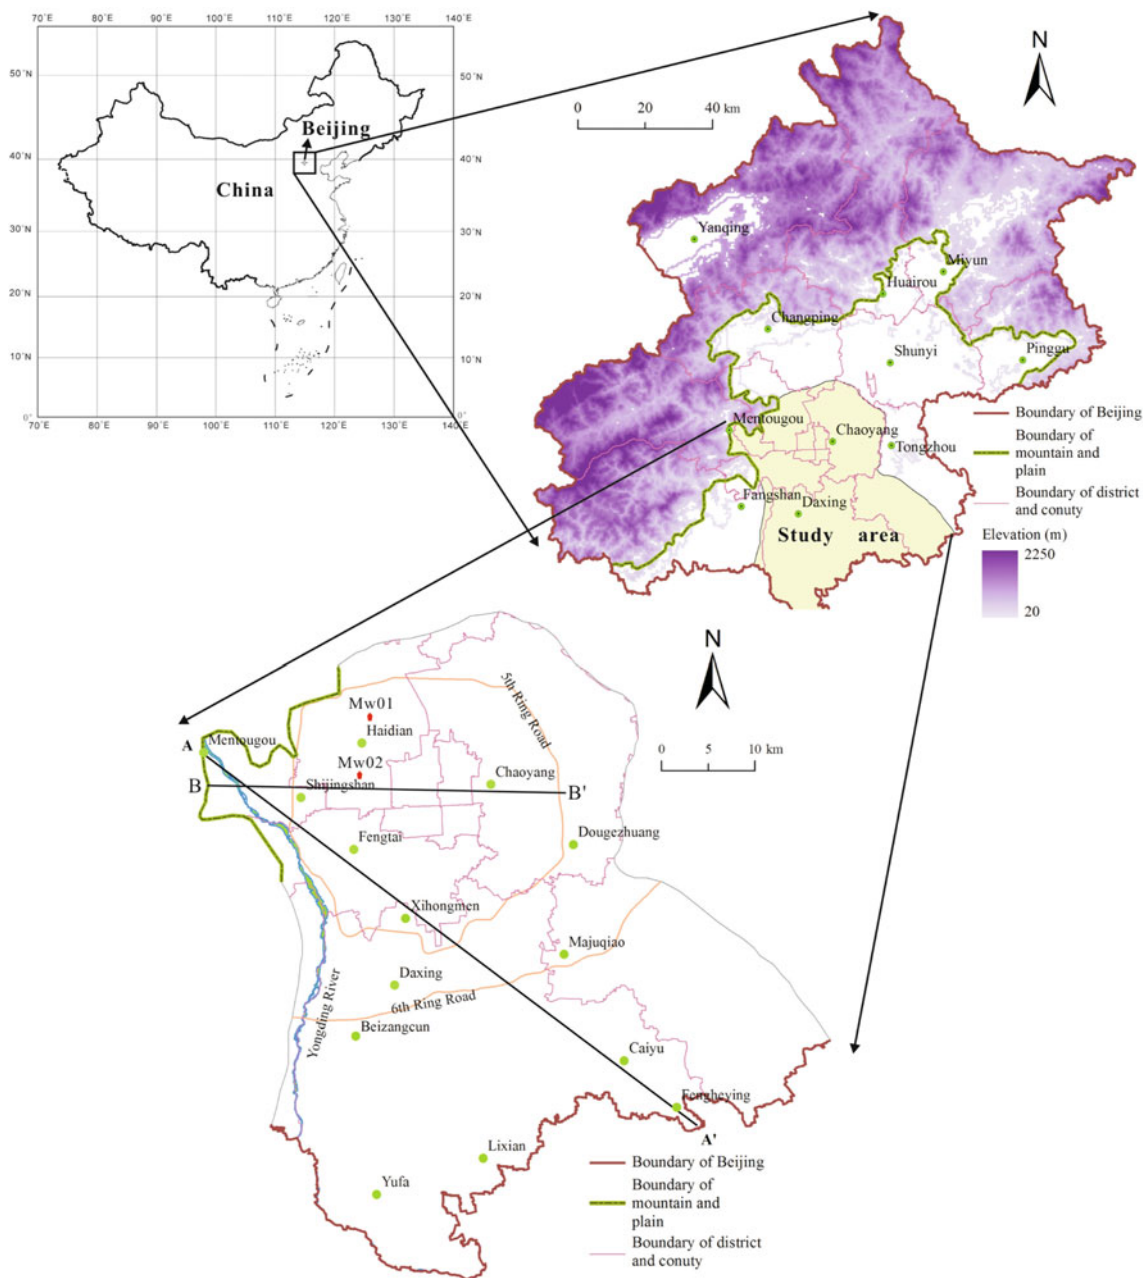 70°E 80°E 90°E 100°E 110°E 120°E 130°E 140°E
50°N
50°N
40°N
40°N
30°N
30°N
20°N
20°N
10°N
10°N
0°
0°
70°E 80°E 90°E 100°E 110°E 120°E 130°E 140°E
Beijing
China
N
0 20 40 km
Yanqing
Miyun
Huairou
Changping
Shunyi
Pinggu
Mentougou
Chaoyang
Tongzhou
Fangshan
Daxing
Study area
Boundary of Beijing
Boundary of
mountain and
plain
Boundary of district
and conuty
Elevation (m)
2250
20
N
0 5 10 km
5th Ring Road
Mw01
Haidian
A
Mentougou
Mw02
Chaoyang
B
Shijingshan
B'
Fengtai
Dougezhuang
Xihongmen
Majuqiao
Daxing
6th Ring Road
Yongding River
Beizangcun
Caiyu
Fengheying
A'
Lixian
Yufa
Boundary of Beijing
Boundary of
mountain and
plain
Boundary of district
and conuty